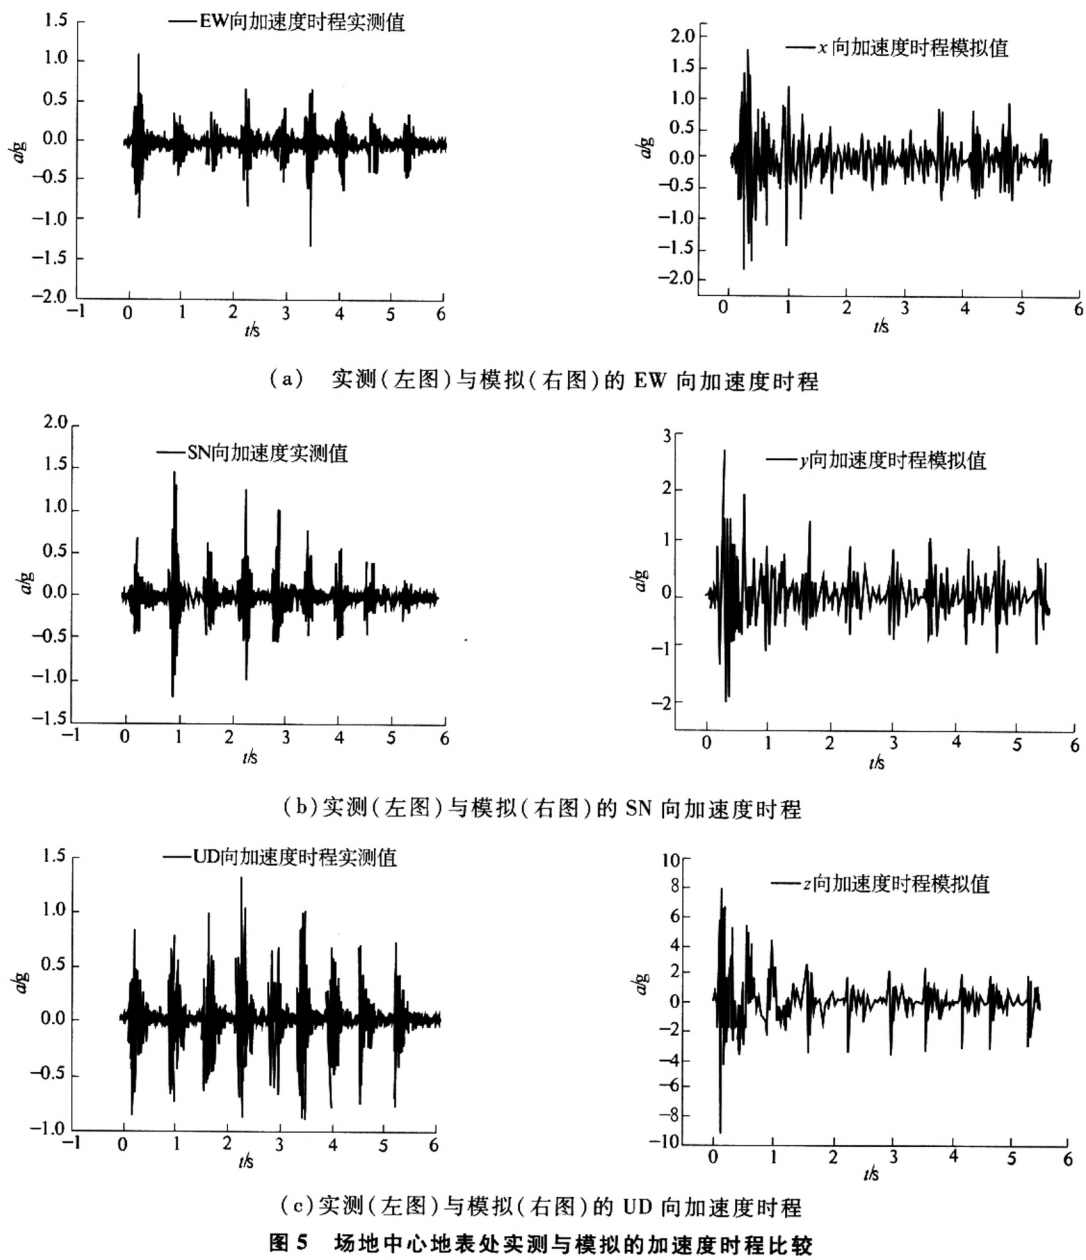 EW向加速度时程实测值
1.5
1.0
0.5
0.0
−0.5
−1.0
−1.5
−2.0
a/g
−1 0 1 2 3 4 5 6
t/s
x 向加速度时程模拟值
2.0
1.5
1.0
0.5
0.0
−0.5
−1.0
−1.5
−2.0
a/g
0 1 2 3 4 5 6
t/s
(a) 实测(左图)与模拟(右图)的 EW 向加速度时程
SN向加速度实测值
2.0
1.5
1.0
0.5
0.0
−0.5
−1.0
−1.5
a/g
−1 0 1 2 3 4 5 6
t/s
y向加速度时程模拟值
3
2
1
0
−1
−2
a/g
0 1 2 3 4 5 6
t/s
(b)实测(左图)与模拟(右图)的 SN 向加速度时程
UD向加速度时程实测值
1.5
1.0
0.5
0.0
−0.5
−1.0
a/g
−1 0 1 2 3 4 5 6
t/s
z向加速度时程模拟值
10
8
6
4
2
0
−2
−4
−6
−8
−10
a/g
0 1 2 3 4 5 6
t/s
(c)实测(左图)与模拟(右图)的 UD 向加速度时程
图 5 场地中心地表处实测与模拟的加速度时程比较